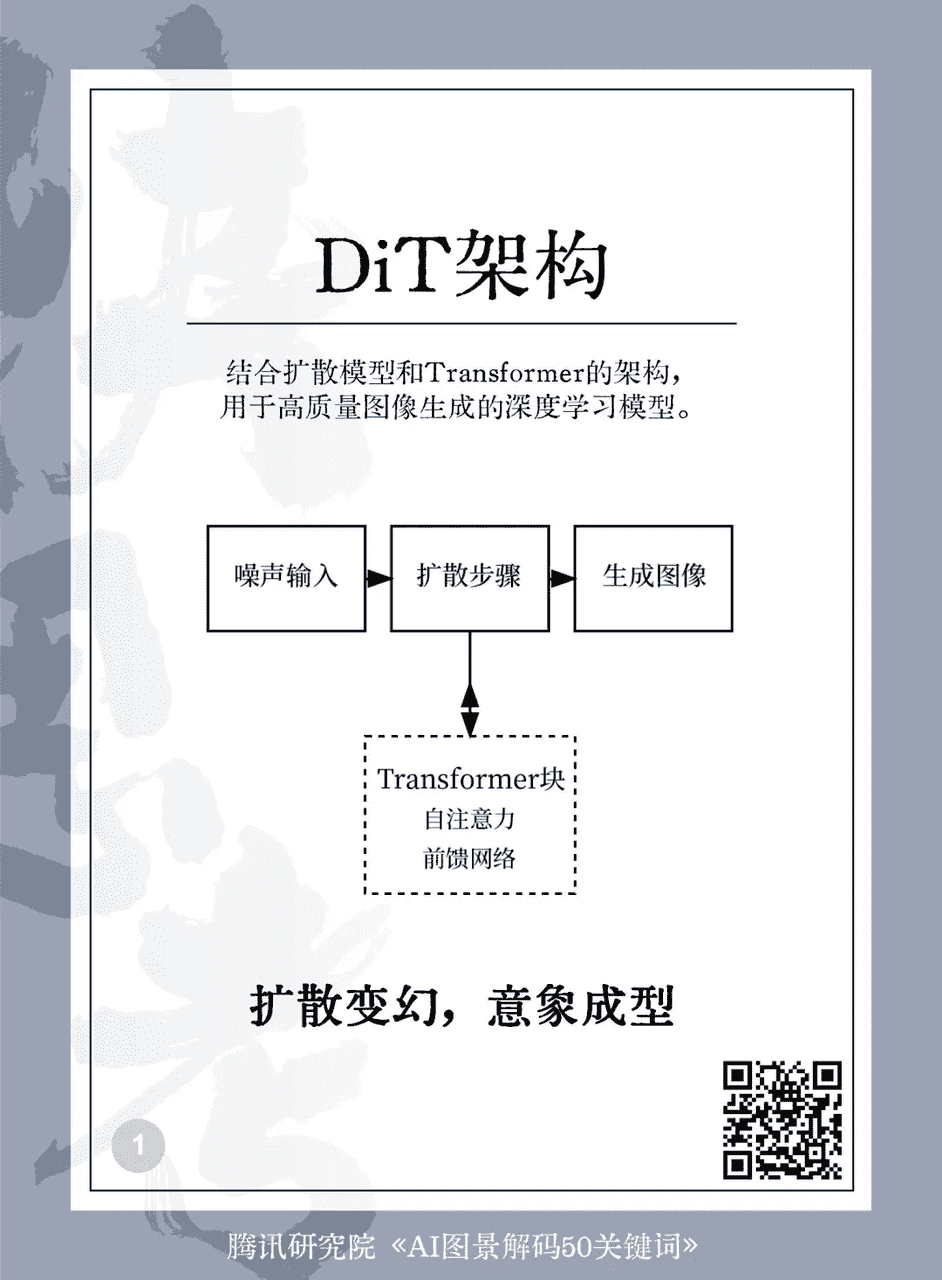 DiT架构
结合扩散模型和Transformer的架构，
用于高质量图像生成的深度学习模型。
噪声输入
扩散步骤
生成图像
Transformer块
自注意力
前馈网络
扩散变幻，意象成型
1
腾讯研究院《AI图景解码50关键词》